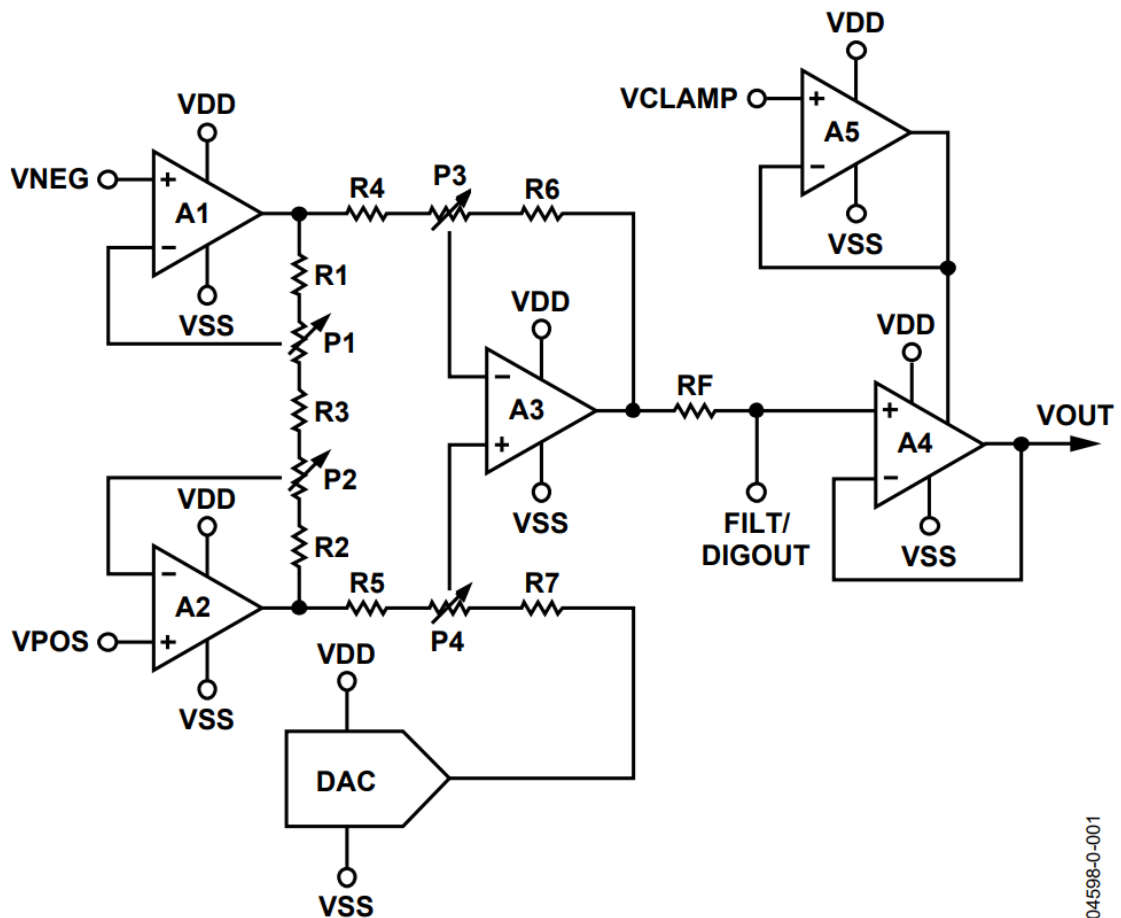 VDD
VCLAMP
+
A5
−
VSS
VDD
VNEG
+
A1
−
VSS
R4
P3
R6
R1
P1
R3
P2
R2
VDD
−
A3
+
VSS
RF
FILT/
DIGOUT
VDD
+
A4
−
VSS
VOUT
VDD
−
A2
+
VPOS
VSS
R5
P4
R7
VDD
DAC
VSS
04598-0-001